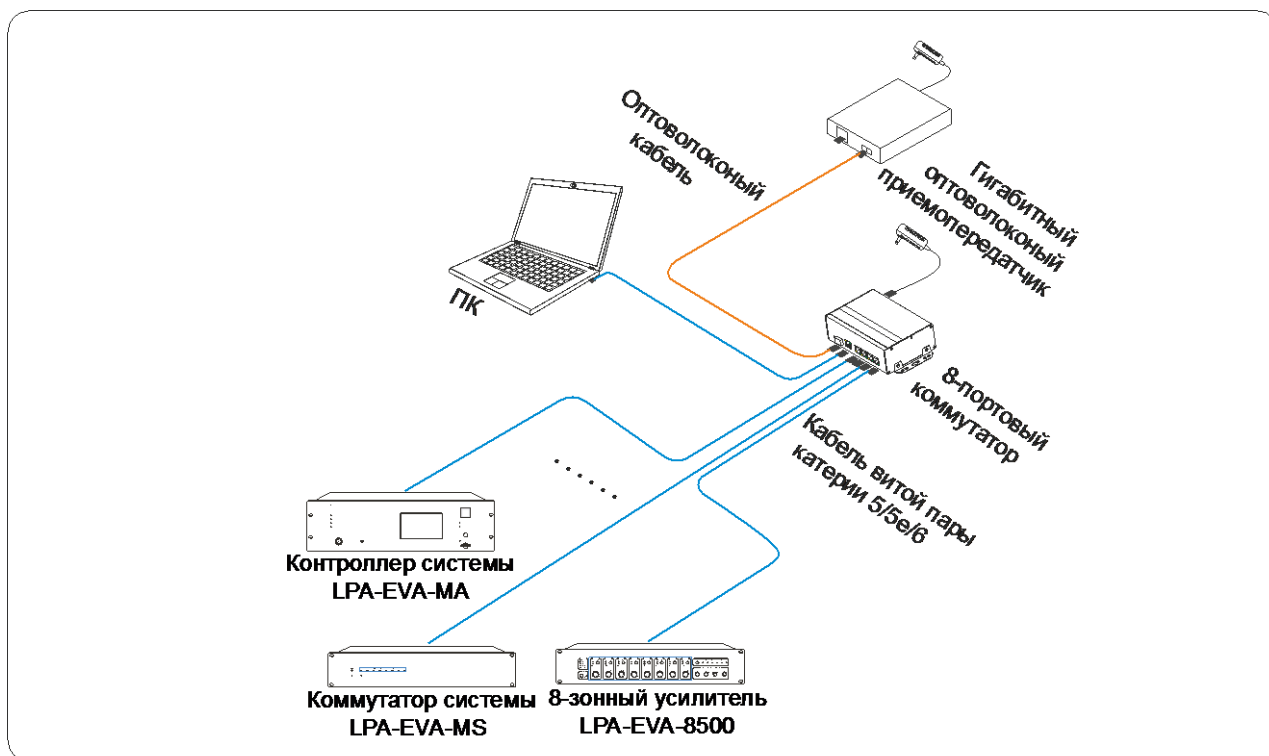 Оптоволоконый
кабель
Гигабитный
оптоволоконый
приемопередатчик
ПК
8-портовый
коммутатор
Кабель витой пары
катерии 5/5е/6
Контроллер системы
LPA-EVA-MA
Коммутатор системы
LPA-EVA-MS
8-зонный усилитель
LPA-EVA-8500